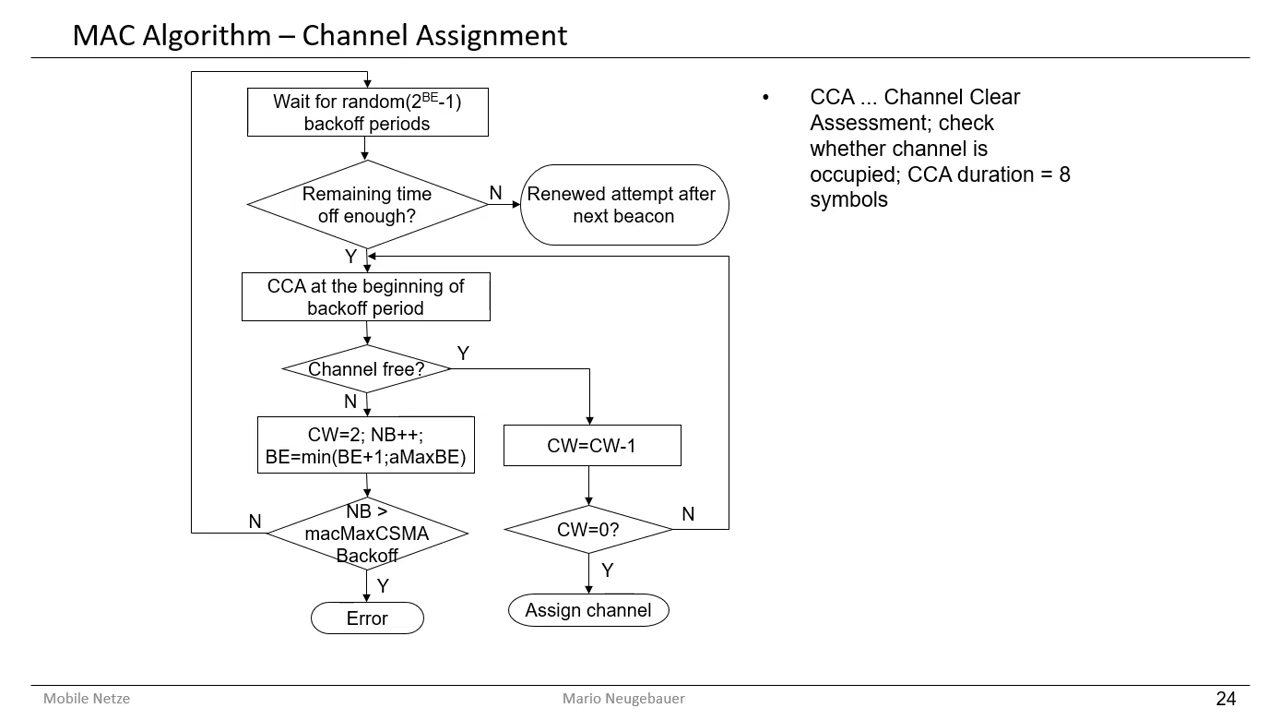 MAC Algorithm – Channel Assignment
Wait for random(2^BE-1)
backoff periods
Remaining time
off enough?
N
Renewed attempt after
next beacon
Y
CCA at the beginning of
backoff period
Channel free?
Y
N
CW=2; NB++;
BE=min(BE+1;aMaxBE)
CW=CW-1
NB >
macMaxCSMA
Backoff
N
Y
Error
CW=0?
N
Y
Assign channel
• CCA ... Channel Clear
Assessment; check
whether channel is
occupied; CCA duration = 8
symbols
Mobile Netze
Mario Neugebauer
24